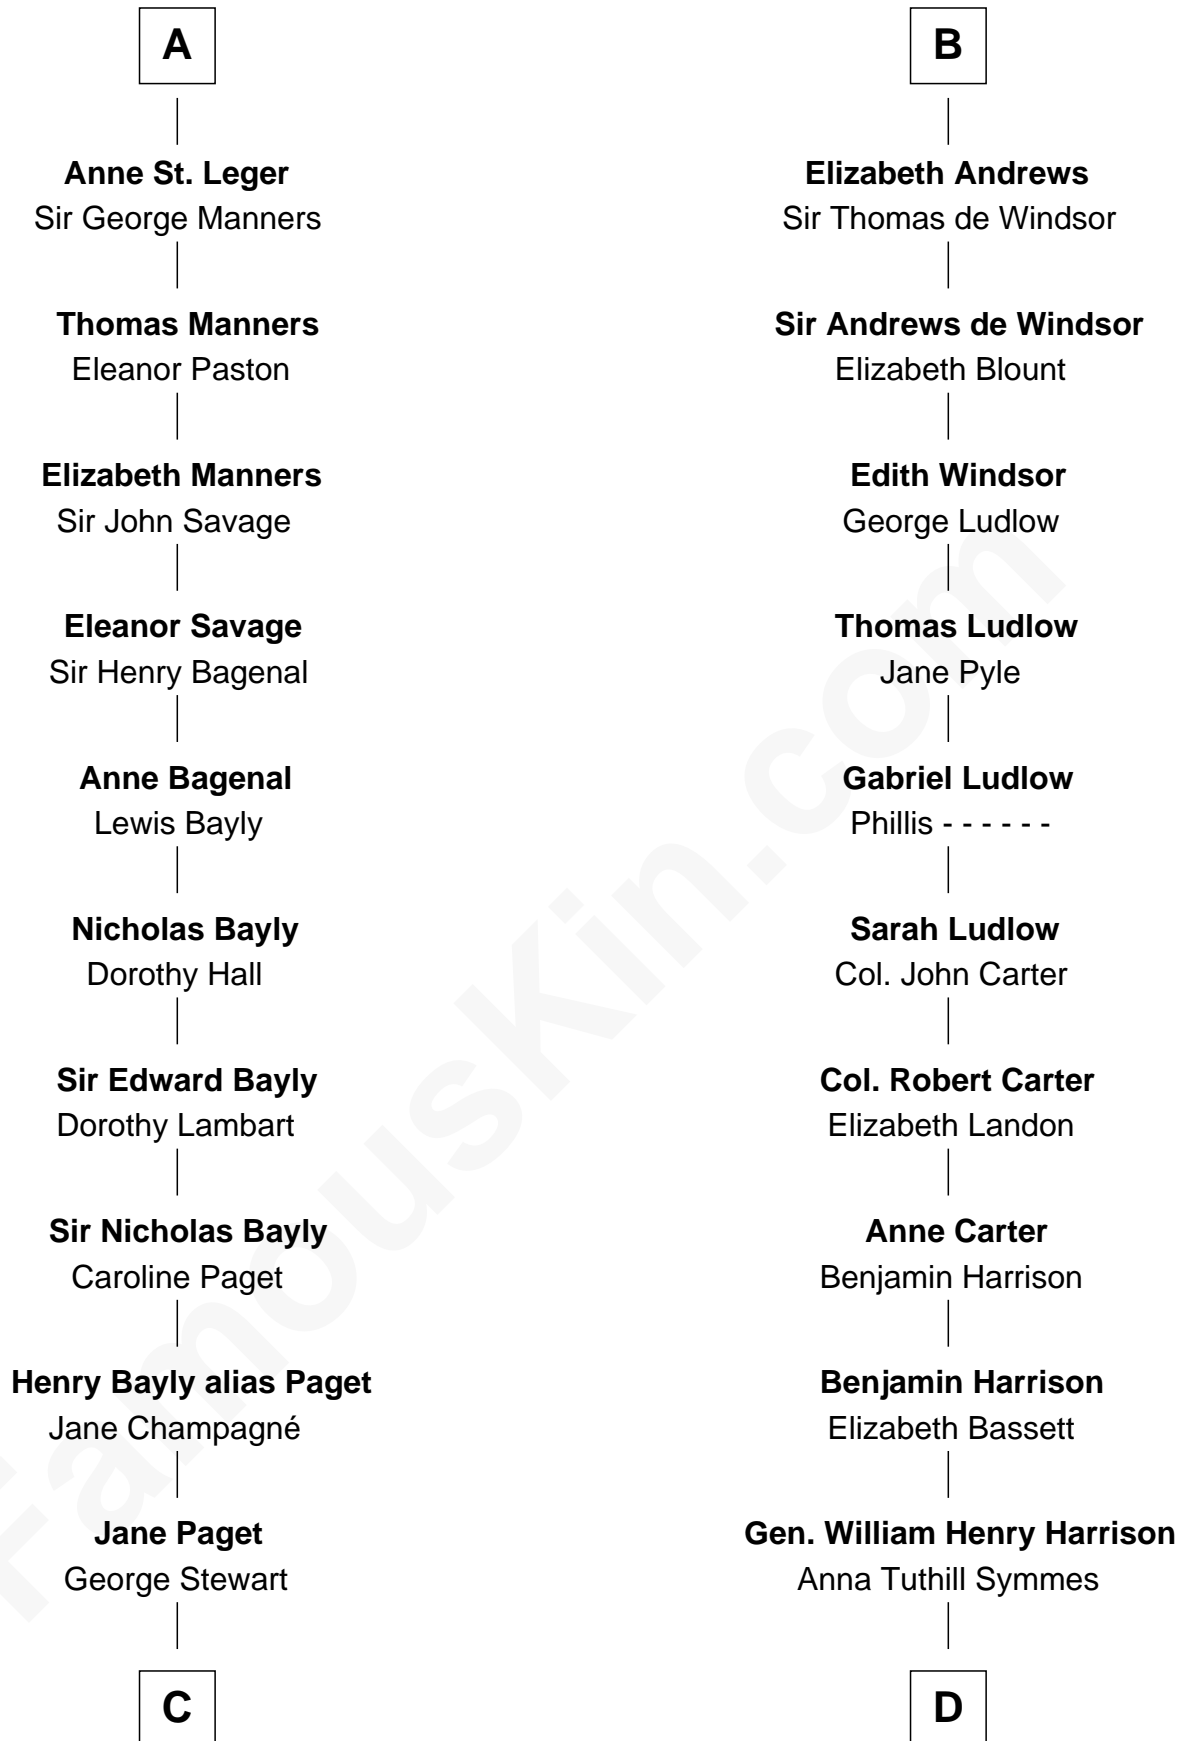 A
Anne St. Leger
Sir George Manners
Thomas Manners
Eleanor Paston
Elizabeth Manners
Sir John Savage
Eleanor Savage
Sir Henry Bagenal
Anne Bagenal
Lewis Bayly
Nicholas Bayly
Dorothy Hall
Sir Edward Bayly
Dorothy Lambart
Sir Nicholas Bayly
Caroline Paget
Henry Bayly alias Paget
Jane Champagné
Jane Paget
George Stewart
C
B
Elizabeth Andrews
Sir Thomas de Windsor
Sir Andrews de Windsor
Elizabeth Blount
Edith Windsor
George Ludlow
Thomas Ludlow
Jane Pyle
Gabriel Ludlow
Phillis - - - - - -
Sarah Ludlow
Col. John Carter
Col. Robert Carter
Elizabeth Landon
Anne Carter
Benjamin Harrison
Benjamin Harrison
Elizabeth Bassett
Gen. William Henry Harrison
Anna Tuthill Symmes
D
FamousKin.com